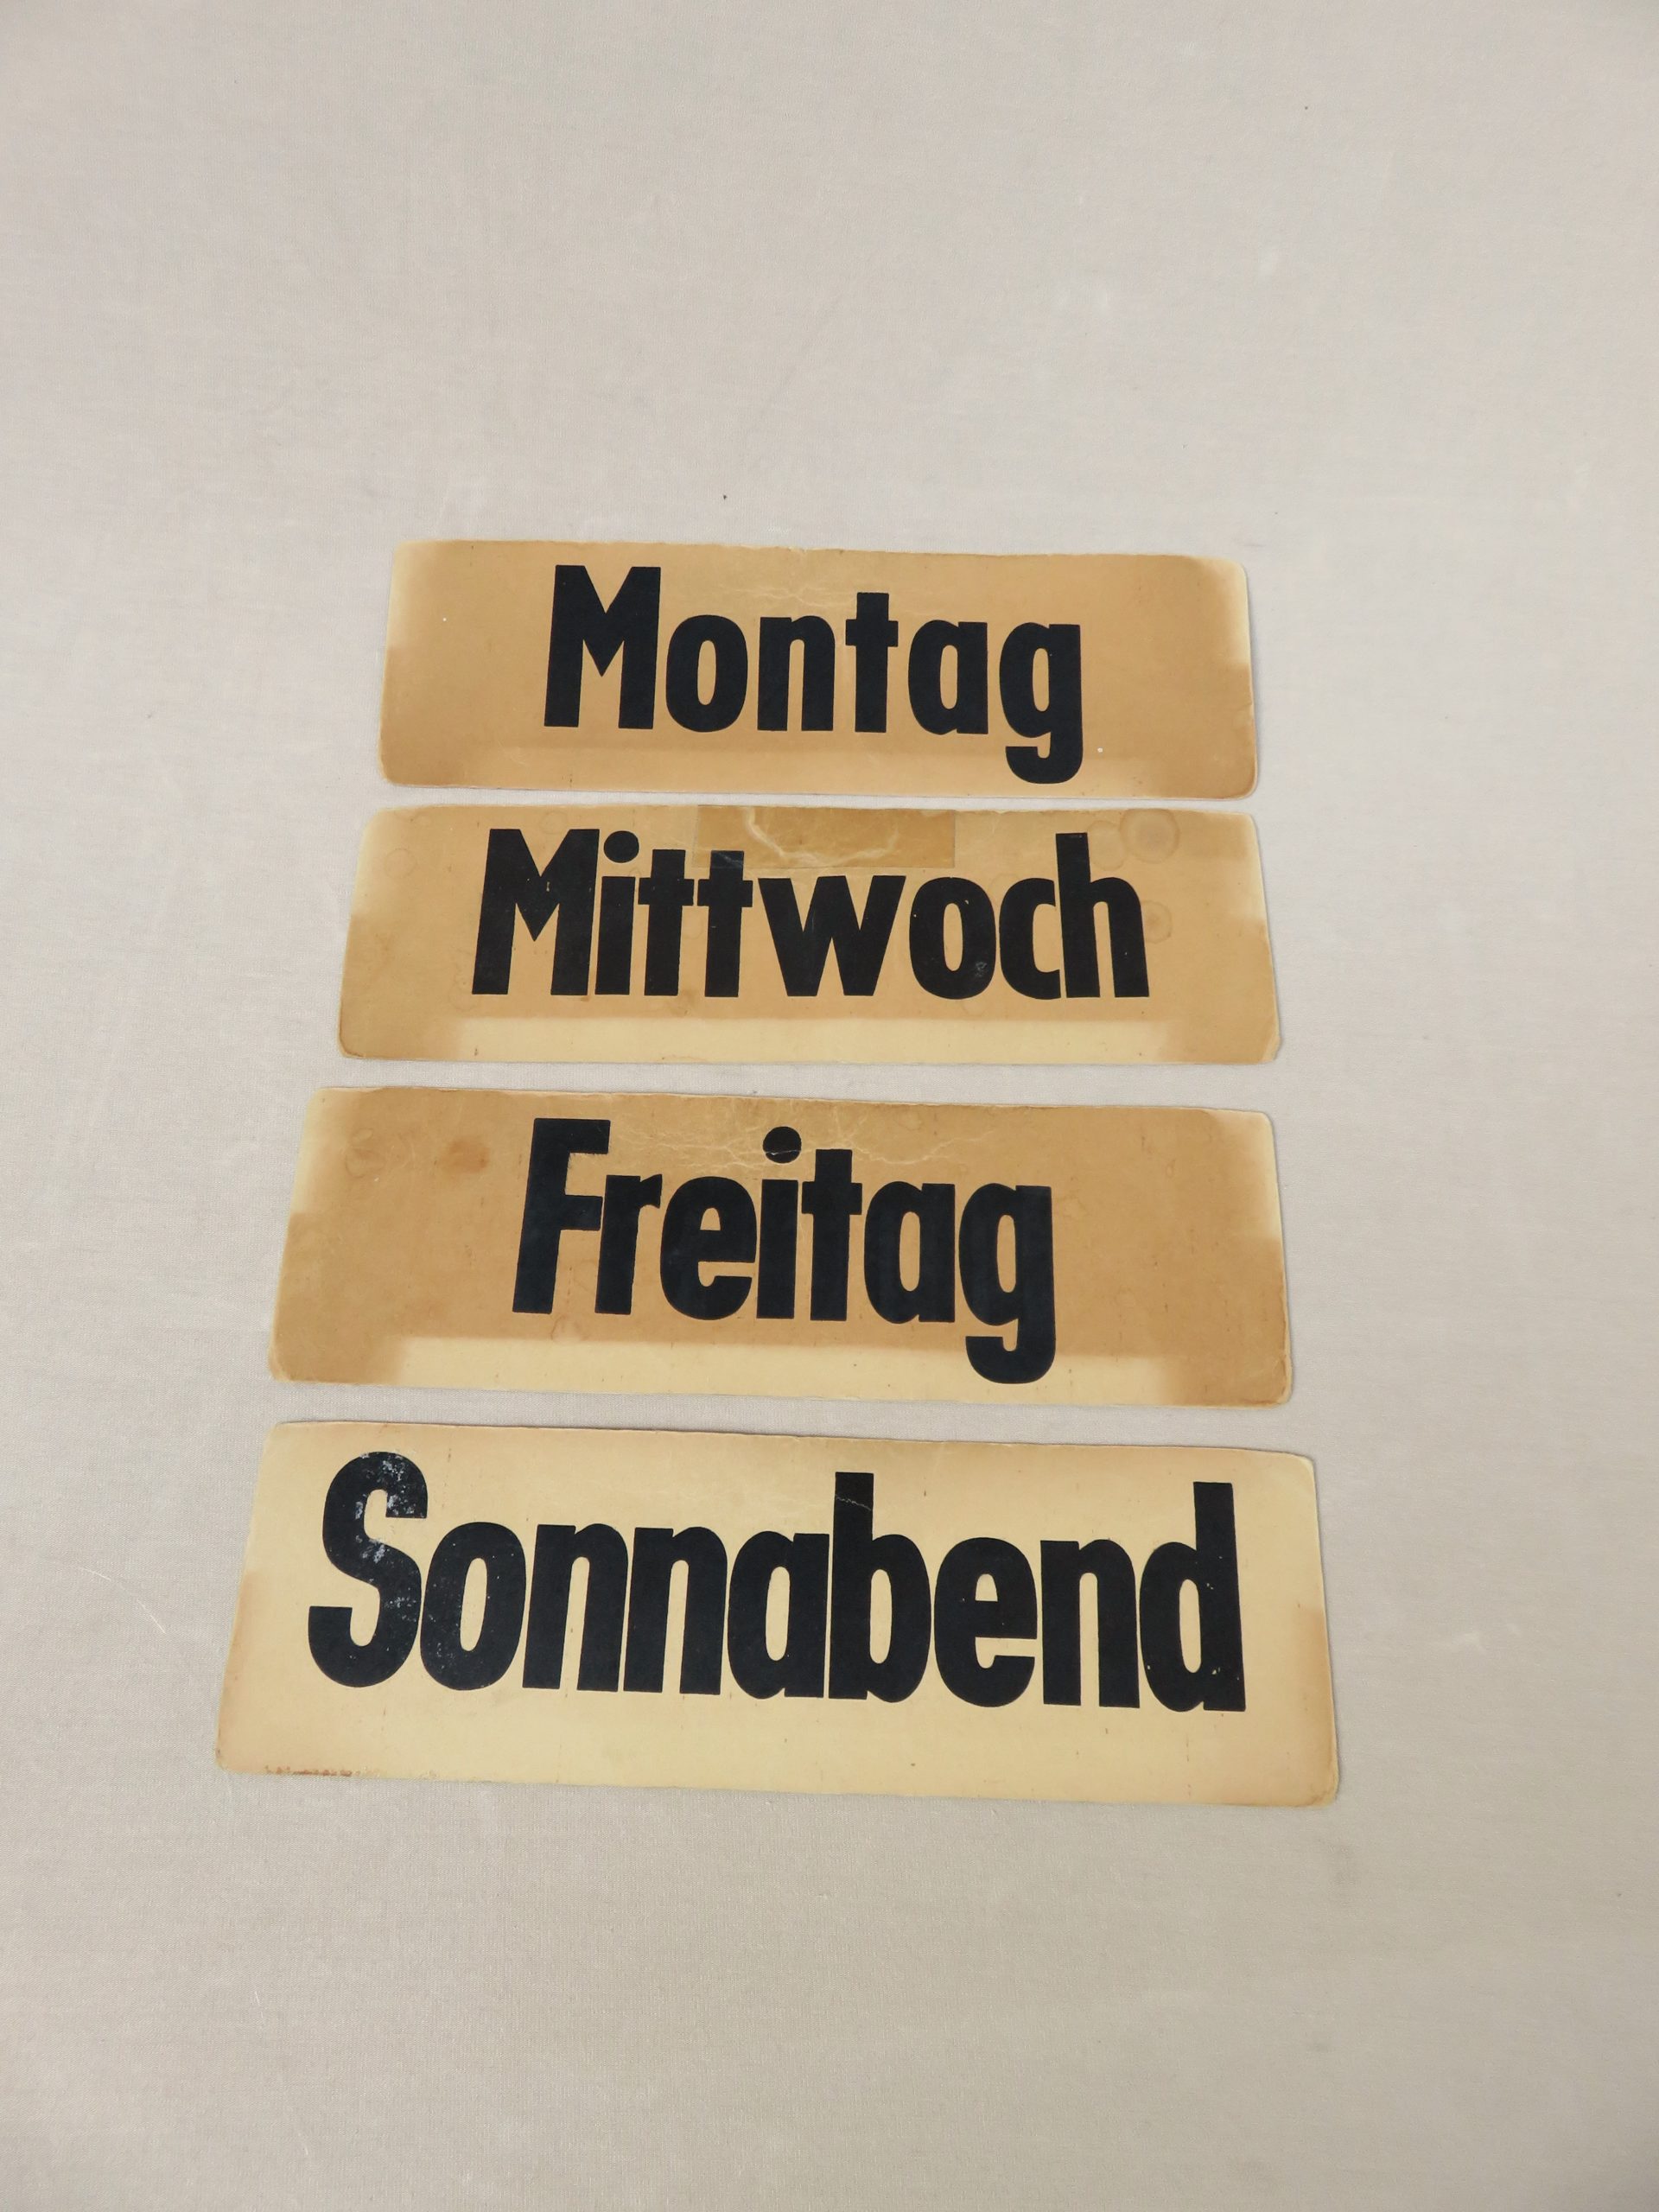 Montag
Mittwoch
Freitag
Sonnabend